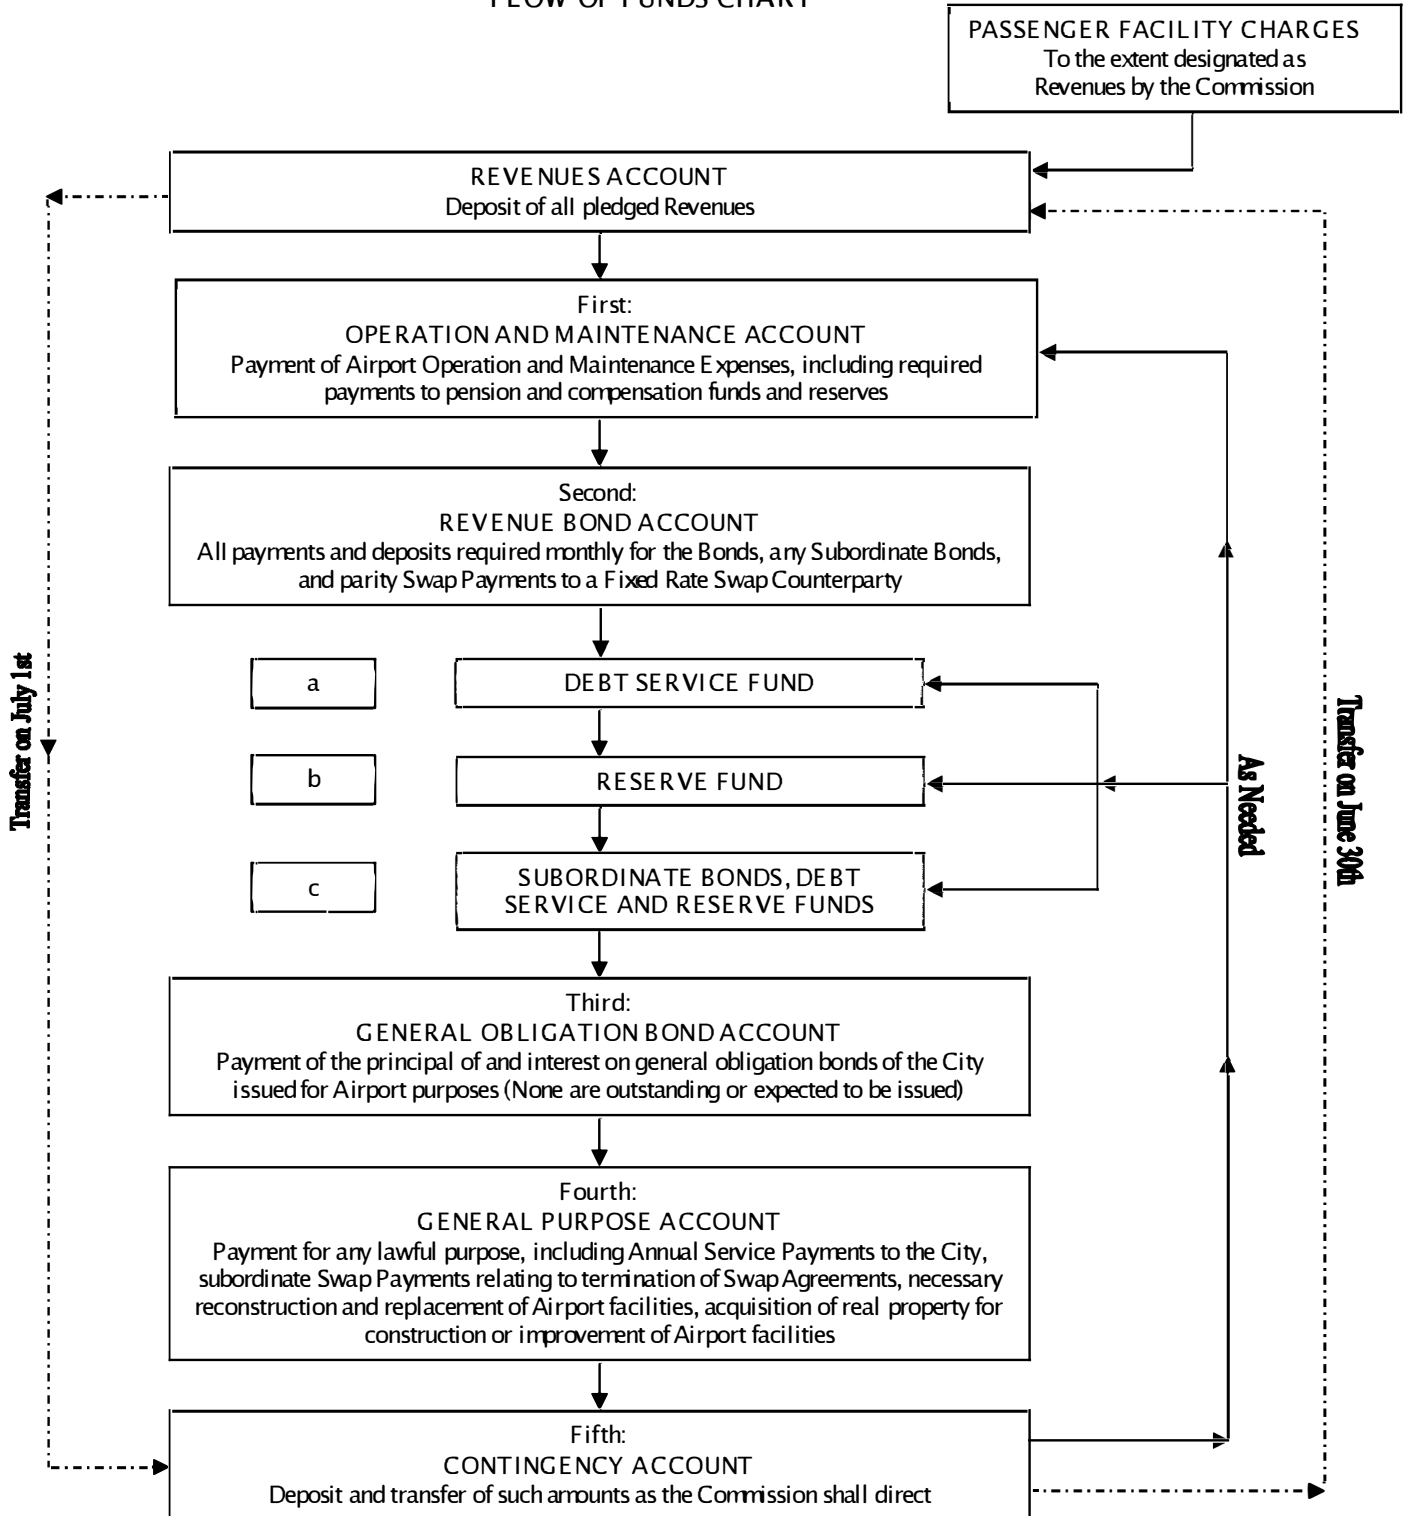 FLOW OF FUNDS CHART
PASSENGER FACILITY CHARGES
To the extent designated as
Revenues by the Commission
REVENUES ACCOUNT
Deposit of all pledged Revenues
First:
OPERATION AND MAINTENANCE ACCOUNT
Payment of Airport Operation and Maintenance Expenses, including required
payments to pension and compensation funds and reserves
Second:
REVENUE BOND ACCOUNT
All payments and deposits required monthly for the Bonds, any Subordinate Bonds,
and parity Swap Payments to a Fixed Rate Swap Counterparty
a
DEBT SERVICE FUND
b
RESERVE FUND
c
SUBORDINATE BONDS, DEBT
SERVICE AND RESERVE FUNDS
Third:
GENERAL OBLIGATION BOND ACCOUNT
Payment of the principal of and interest on general obligation bonds of the City
issued for Airport purposes (None are outstanding or expected to be issued)
Fourth:
GENERAL PURPOSE ACCOUNT
Payment for any lawful purpose, including Annual Service Payments to the City,
subordinate Swap Payments relating to termination of Swap Agreements, necessary
reconstruction and replacement of Airport facilities, acquisition of real property for
construction or improvement of Airport facilities
Fifth:
CONTINGENCY ACCOUNT
Deposit and transfer of such amounts as the Commission shall direct
Transfer on July 1st
As Needed
Transfer on June 30th